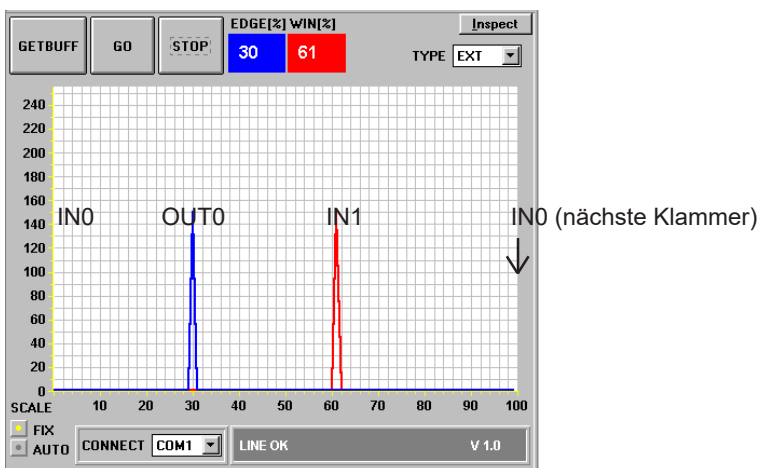 EDGE[%] WIN[%] Inspect
GETBUFF GO STOP 30 61 TYPE EXT
240
220
200
180
160
IN0 OUT0 IN1 IN0 (nächste Klammer)
140
120
100
80
60
40
20
0
SCALE 10 20 30 40 50 60 70 80 90 100
FIX
AUTO CONNECT COM1 LINE OK V 1.0